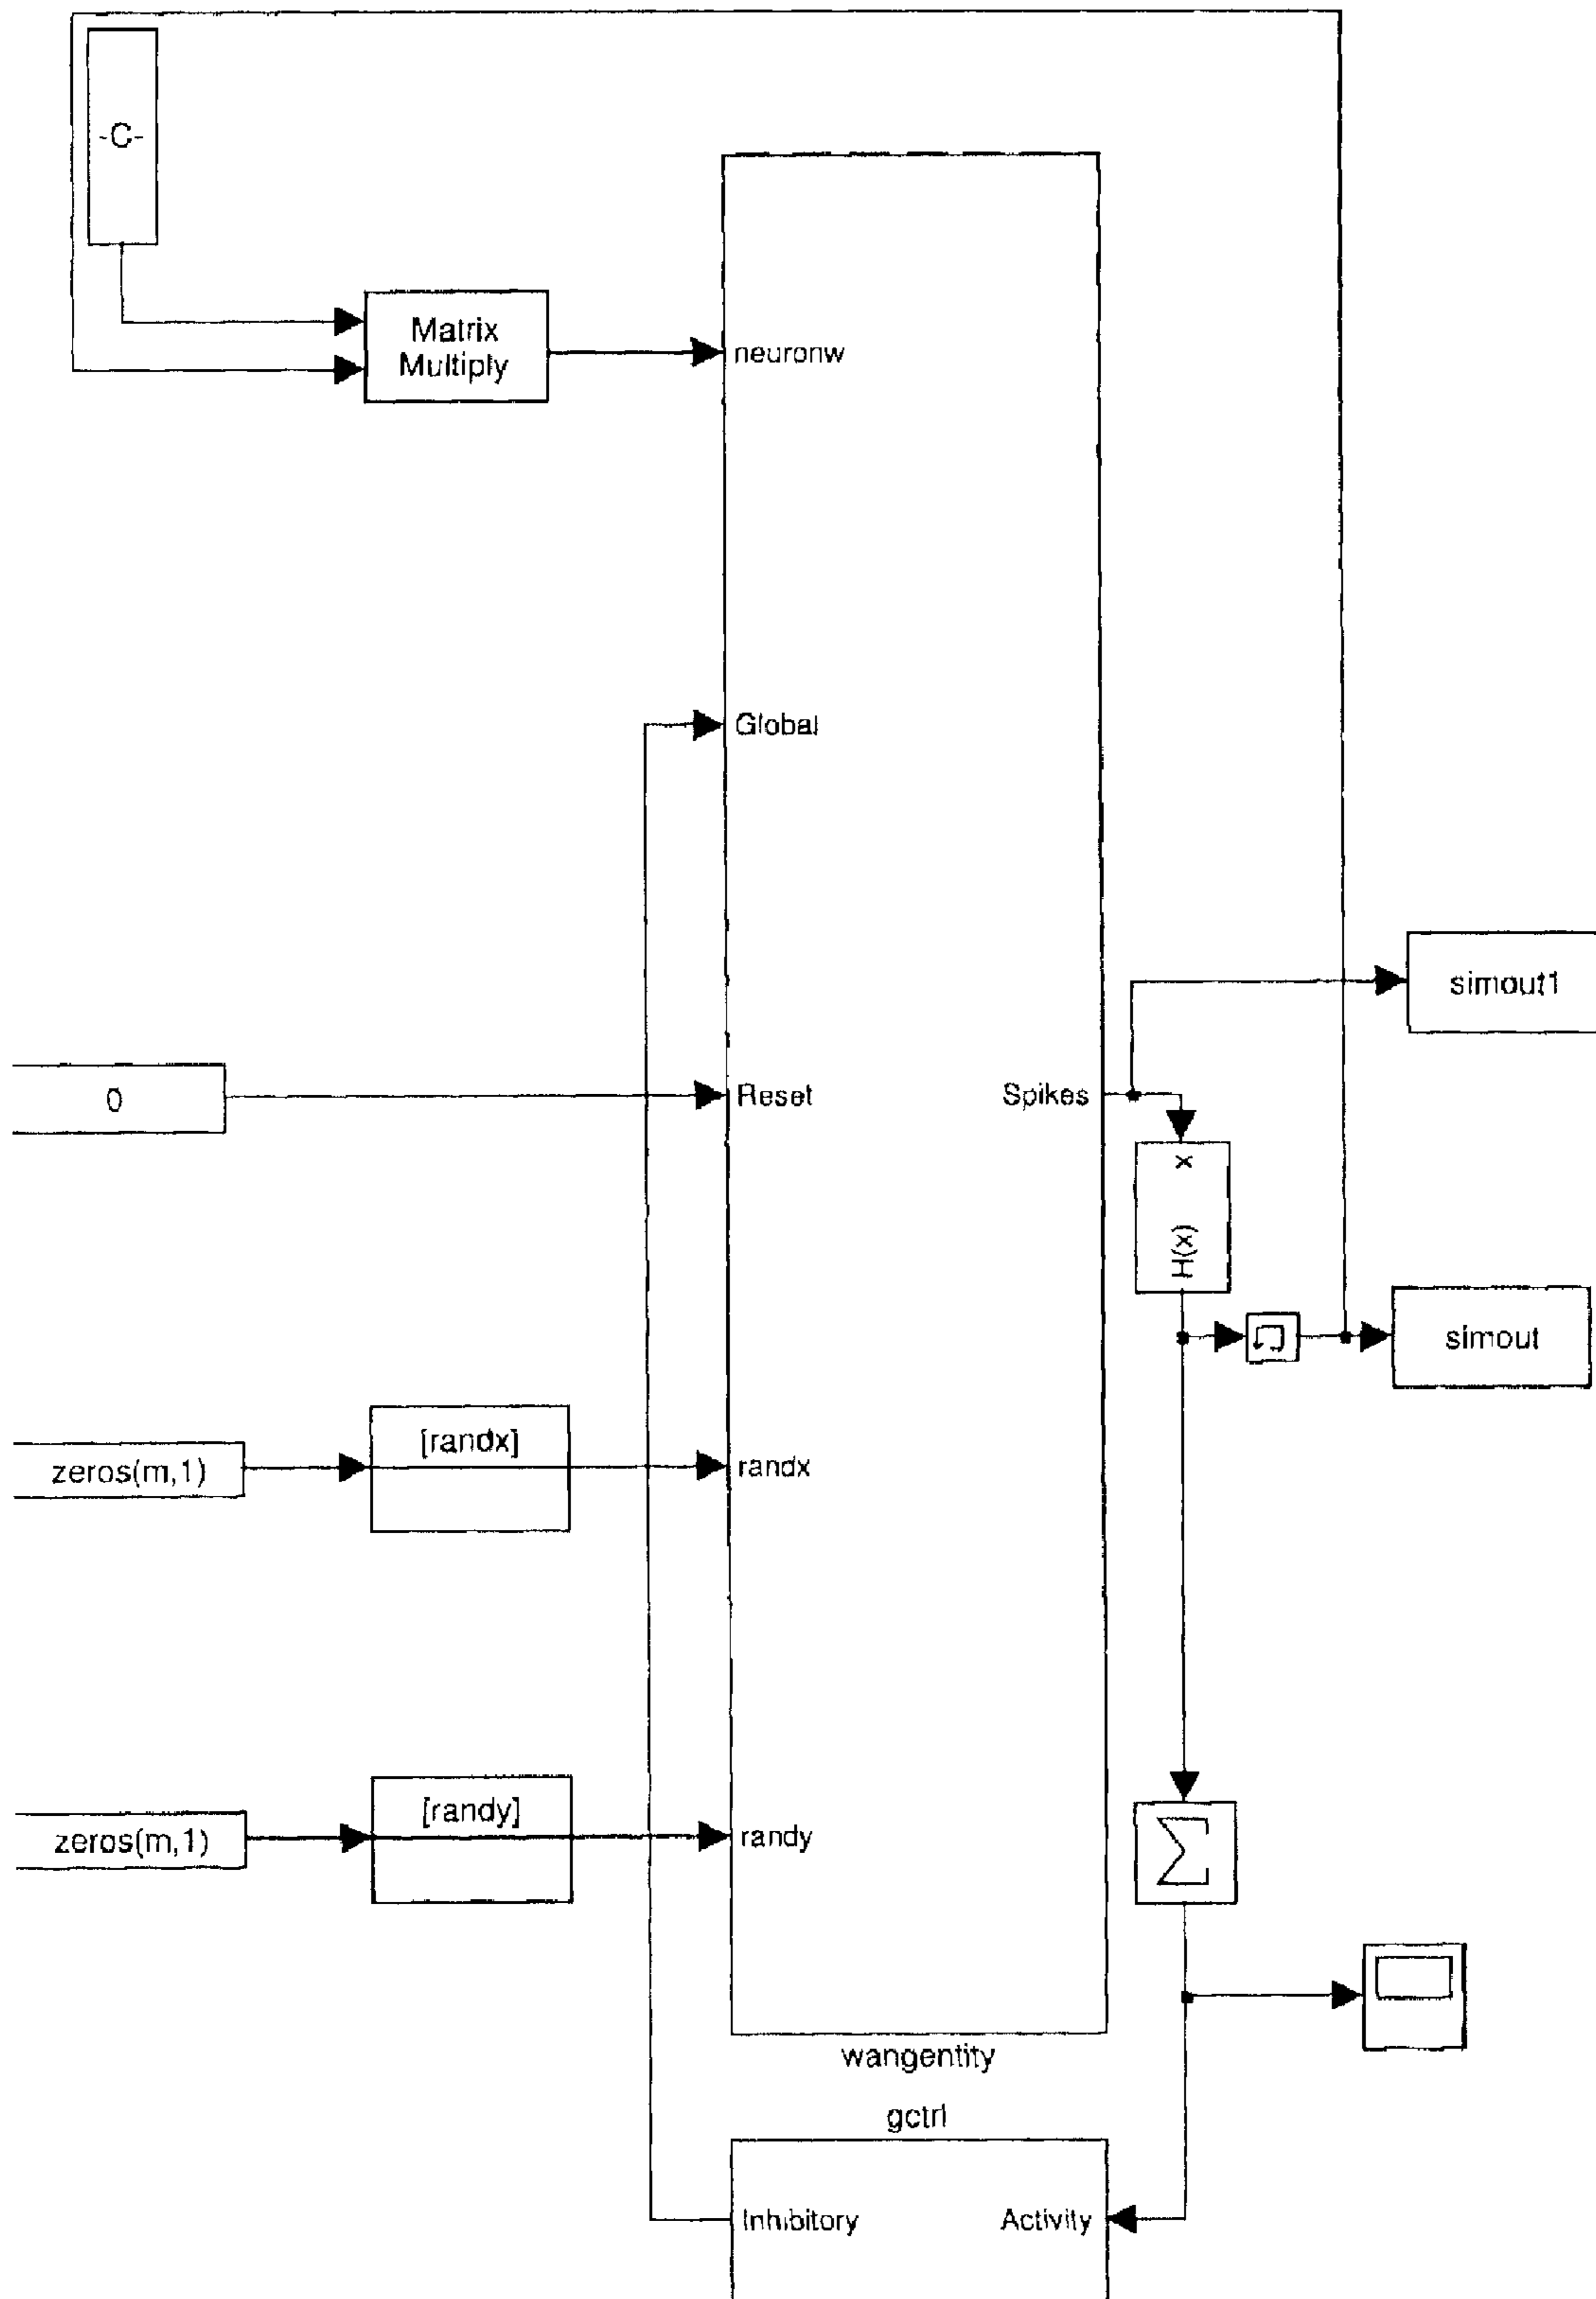 -C-
Matrix
Multiply
neuronw
Global
simout1
0
Reset
Spikes
x
H(x)
simout
[randx]
zeros(m,1)
randx
[randy]
zeros(m,1)
randy
Σ
wangentity
gctrl
Inhibitory
Activity